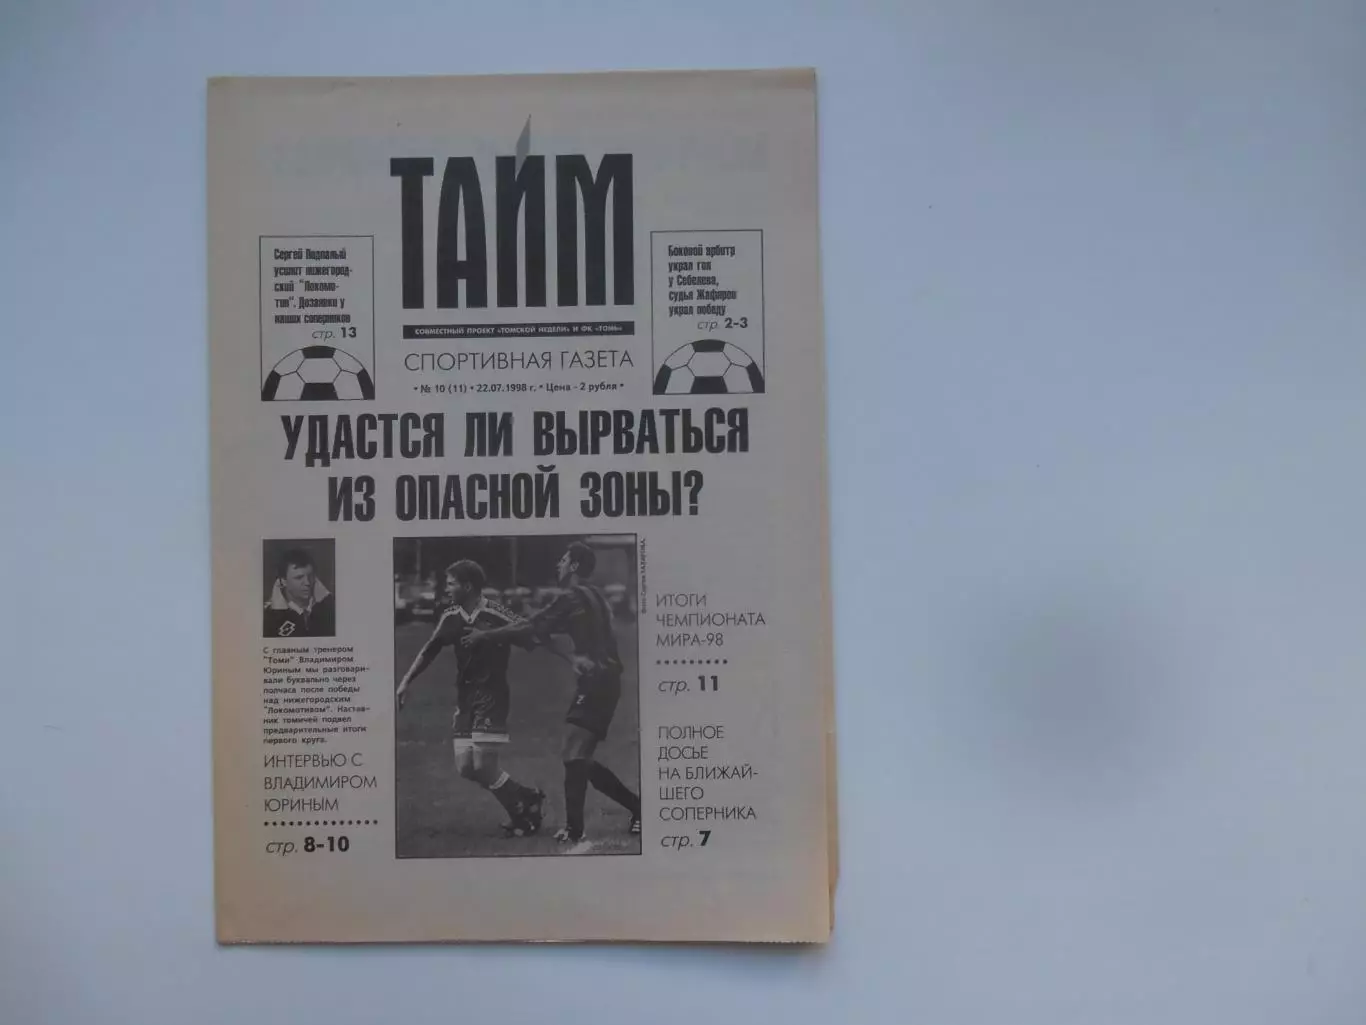 ТАЙМ
СОВМЕСТНЫЙ ПРОЕКТ «ТОМСКОЙ НЕДЕЛИ» И ФК «ТОМЬ»
СПОРТИВНАЯ ГАЗЕТА
• № 10 (11) • 22.07.1998 г. • Цена - 2 рубля •
Сергей Подпалый
усилит нижегород-
ский "Локомо-
тив". Дозаявки у
наших соперников
стр. 13
Боковой арбитр
украл гол
у Себелева,
судья Жафяров
украл победу
стр. 2-3
УДАСТСЯ ЛИ ВЫРВАТЬСЯ
ИЗ ОПАСНОЙ ЗОНЫ?
С главным тренером
"Томи" Владимиром
Юриным мы разговари-
вали буквально через
полчаса после победы
над нижегородским
"Локомотивом". Настав-
ник томичей подвел
предварительные итоги
первого круга.
ИНТЕРВЬЮ С
ВЛАДИМИРОМ
ЮРИНЫМ
стр. 8-10
Фото Сергея
ИТОГИ
ЧЕМПИОНАТА
МИРА-98
стр. 11
ПОЛНОЕ
ДОСЬЕ
НА БЛИЖАЙ-
ШЕГО
СОПЕРНИКА
стр. 7